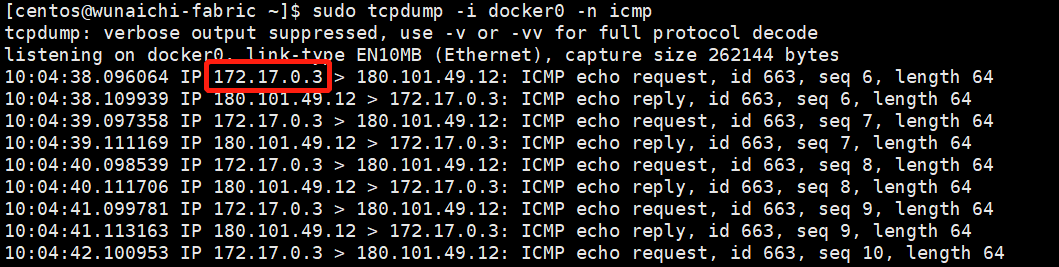 [centos@wunaichi-fabric ~]$ sudo tcpdump -i docker0 -n icmp
tcpdump: verbose output suppressed, use -v or -vv for full protocol decode
listening on docker0, link-type EN10MB (Ethernet), capture size 262144 bytes
10:04:38.096064 IP 172.17.0.3 > 180.101.49.12: ICMP echo request, id 663, seq 6, length 64
10:04:38.109939 IP 180.101.49.12 > 172.17.0.3: ICMP echo reply, id 663, seq 6, length 64
10:04:39.097358 IP 172.17.0.3 > 180.101.49.12: ICMP echo request, id 663, seq 7, length 64
10:04:39.111169 IP 180.101.49.12 > 172.17.0.3: ICMP echo reply, id 663, seq 7, length 64
10:04:40.098539 IP 172.17.0.3 > 180.101.49.12: ICMP echo request, id 663, seq 8, length 64
10:04:40.111706 IP 180.101.49.12 > 172.17.0.3: ICMP echo reply, id 663, seq 8, length 64
10:04:41.099781 IP 172.17.0.3 > 180.101.49.12: ICMP echo request, id 663, seq 9, length 64
10:04:41.113163 IP 180.101.49.12 > 172.17.0.3: ICMP echo reply, id 663, seq 9, length 64
10:04:42.100953 IP 172.17.0.3 > 180.101.49.12: ICMP echo request, id 663, seq 10, length 64